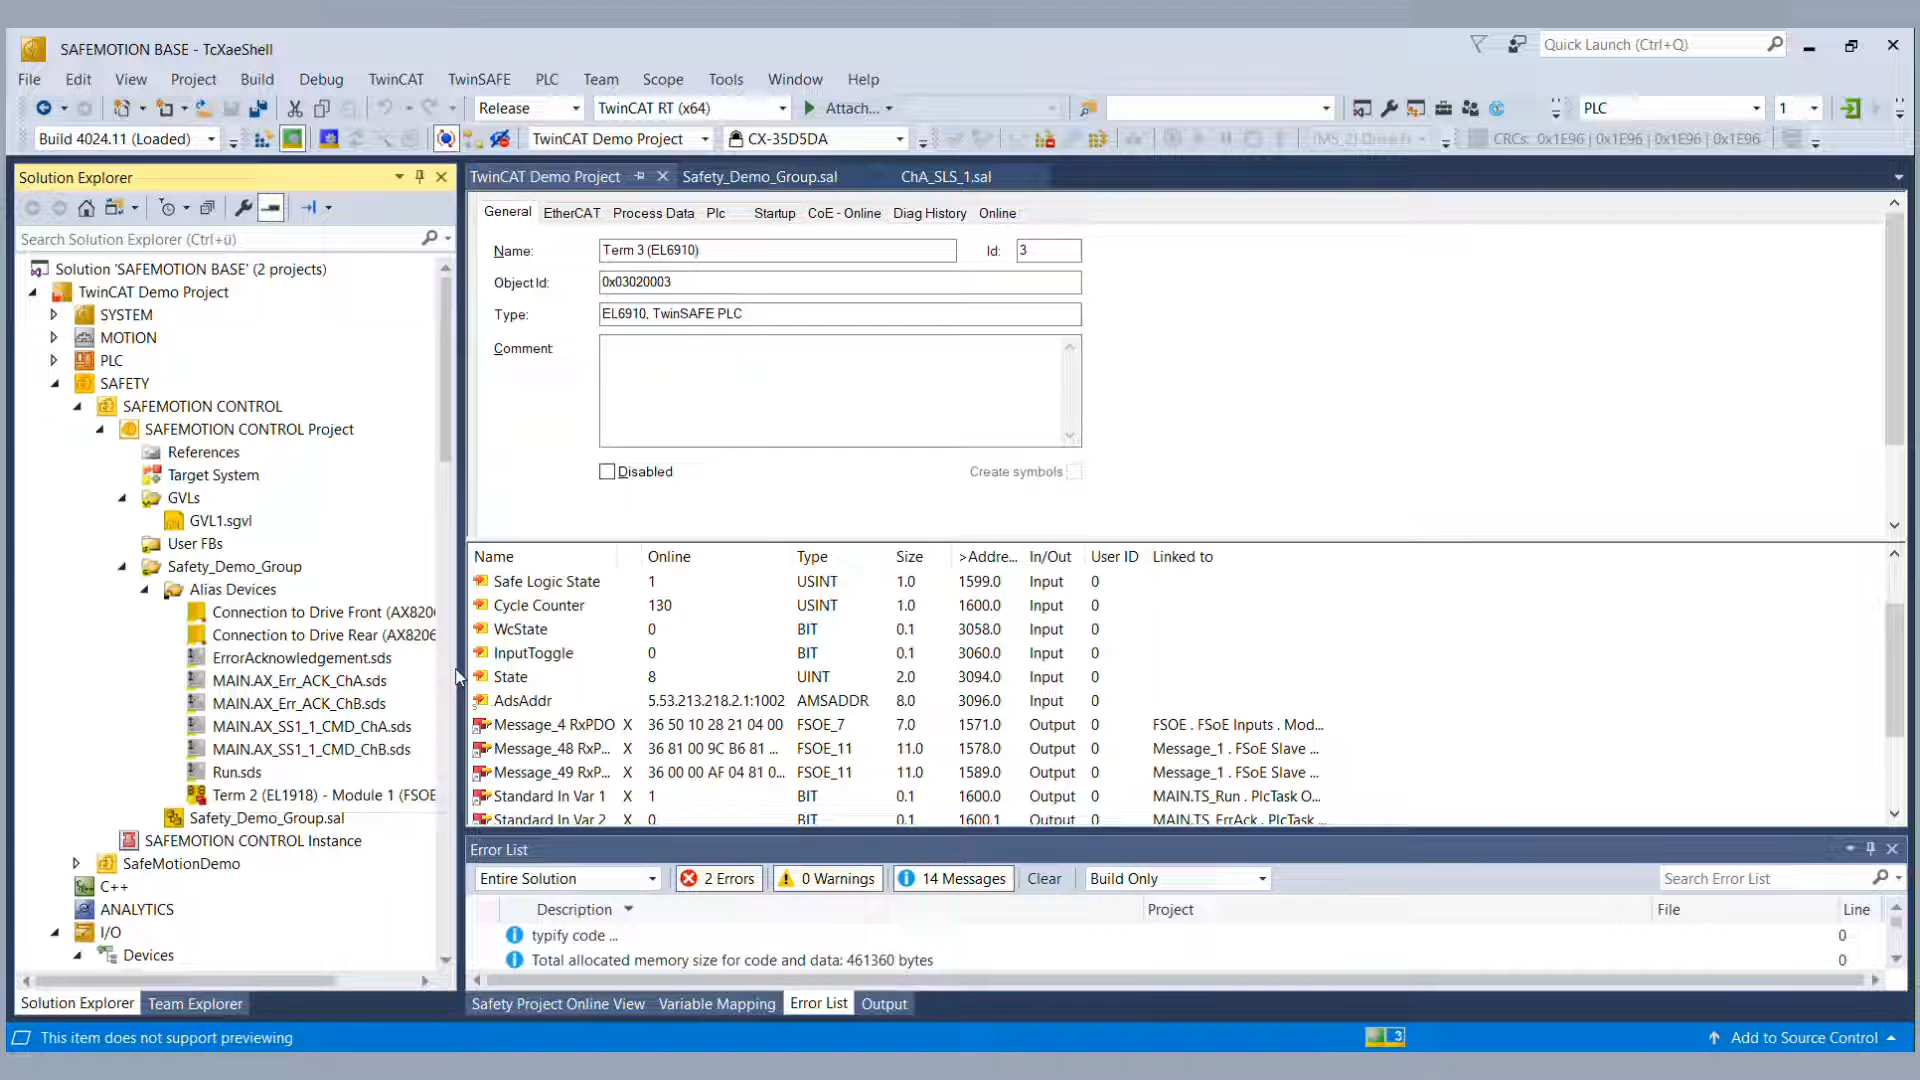 SAFEMOTION BASE - TcXaeShell
Quick Launch (Ctrl+Q)
File Edit View Project Build Debug TwinCAT TwinSAFE PLC Team Scope Tools Window Help
Release TwinCAT RT (x64) Attach... PLC 1
Build 4024.11 (Loaded) TwinCAT Demo Project CX-35D5DA CRCs: 0x1E96 | 0x1E96 | 0x1E96 | 0x1E96
Solution Explorer
Search Solution Explorer (Ctrl+ü)
Solution 'SAFEMOTION BASE' (2 projects)
TwinCAT Demo Project
SYSTEM
MOTION
PLC
SAFETY
SAFEMOTION CONTROL
SAFEMOTION CONTROL Project
References
Target System
GVLs
GVL1.sgvl
User FBs
Safety_Demo_Group
Alias Devices
Connection to Drive Front (AX820
Connection to Drive Rear (AX8206
ErrorAcknowledgement.sds
MAIN.AX_Err_ACK_ChA.sds
MAIN.AX_Err_ACK_ChB.sds
MAIN.AX_SS1_1_CMD_ChA.sds
MAIN.AX_SS1_1_CMD_ChB.sds
Run.sds
Term 2 (EL1918) - Module 1 (FSOE
Safety_Demo_Group.sal
SAFEMOTION CONTROL Instance
SafeMotionDemo
C++
ANALYTICS
I/O
Devices
Solution Explorer Team Explorer
TwinCAT Demo Project Safety_Demo_Group.sal ChA_SLS_1.sal
General EtherCAT Process Data Plc Startup CoE - Online Diag History Online
Name: Term 3 (EL6910) Id: 3
Object Id: 0x03020003
Type: EL6910, TwinSAFE PLC
Comment
Disabled Create symbols
Name Online Type Size >Addre... In/Out User ID Linked to
Safe Logic State 1 USINT 1.0 1599.0 Input 0
Cycle Counter 130 USINT 1.0 1600.0 Input 0
WcState 0 BIT 0.1 3058.0 Input 0
InputToggle 0 BIT 0.1 3060.0 Input 0
State 8 UINT 2.0 3094.0 Input 0
AdsAddr 5.53.213.218.2.1:1002 AMSADDR 8.0 3096.0 Input 0
Message_4 RxPDO X 36 50 10 28 21 04 00 FSOE_7 7.0 1571.0 Output 0 FSOE . FSoE Inputs . Mod...
Message_48 RxP... X 36 81 00 9C B6 81 ... FSOE_11 11.0 1578.0 Output 0 Message_1 . FSoE Slave ...
Message_49 RxP... X 36 00 00 AF 04 81 0... FSOE_11 11.0 1589.0 Output 0 Message_1 . FSoE Slave ...
Standard In Var 1 X 1 BIT 0.1 1600.0 Output 0 MAIN.TS_Run . PlcTask O...
Standard In Var 2 X 0 BIT 0.1 1600.1 Output 0 MAIN.TS_ErrAck . PlcTask ...
Error List
Entire Solution 2 Errors 0 Warnings 14 Messages Clear Build Only Search Error List
Description Project File Line
typify code ... 0
Total allocated memory size for code and data: 461360 bytes 0
Safety Project Online View Variable Mapping Error List Output
This item does not support previewing 3 Add to Source Control